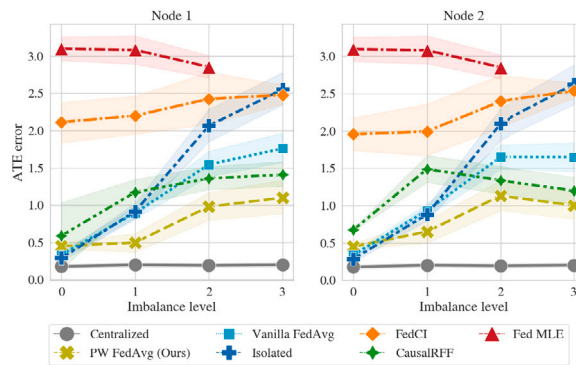 Node 1
Node 2
ATE error
3.0
2.5
2.0
1.5
1.0
0.5
0.0
0 1 2 3
Imbalance level
3.0
2.5
2.0
1.5
1.0
0.5
0.0
0 1 2 3
Imbalance level
Centralized
Vanilla FedAvg
FedCI
Fed MLE
PW FedAvg (Ours)
Isolated
CausalRFF